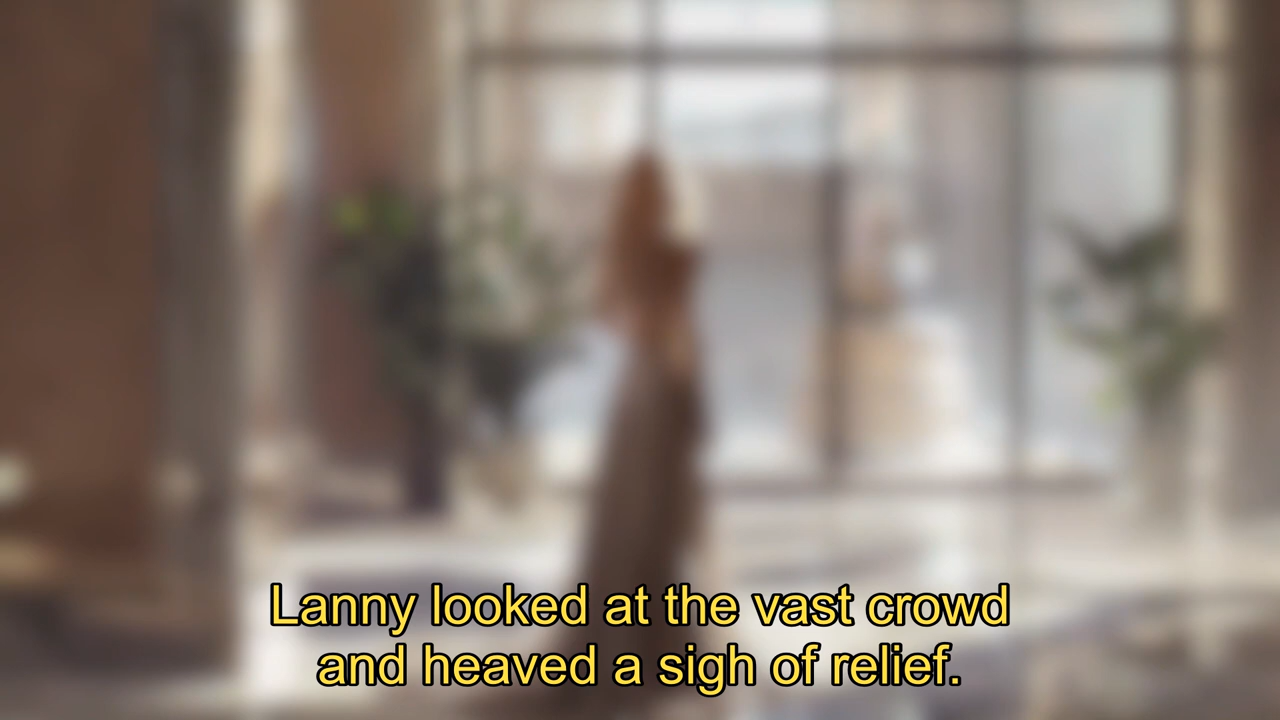 Lanny looked at the vast crowd
and heaved a sigh of relief.